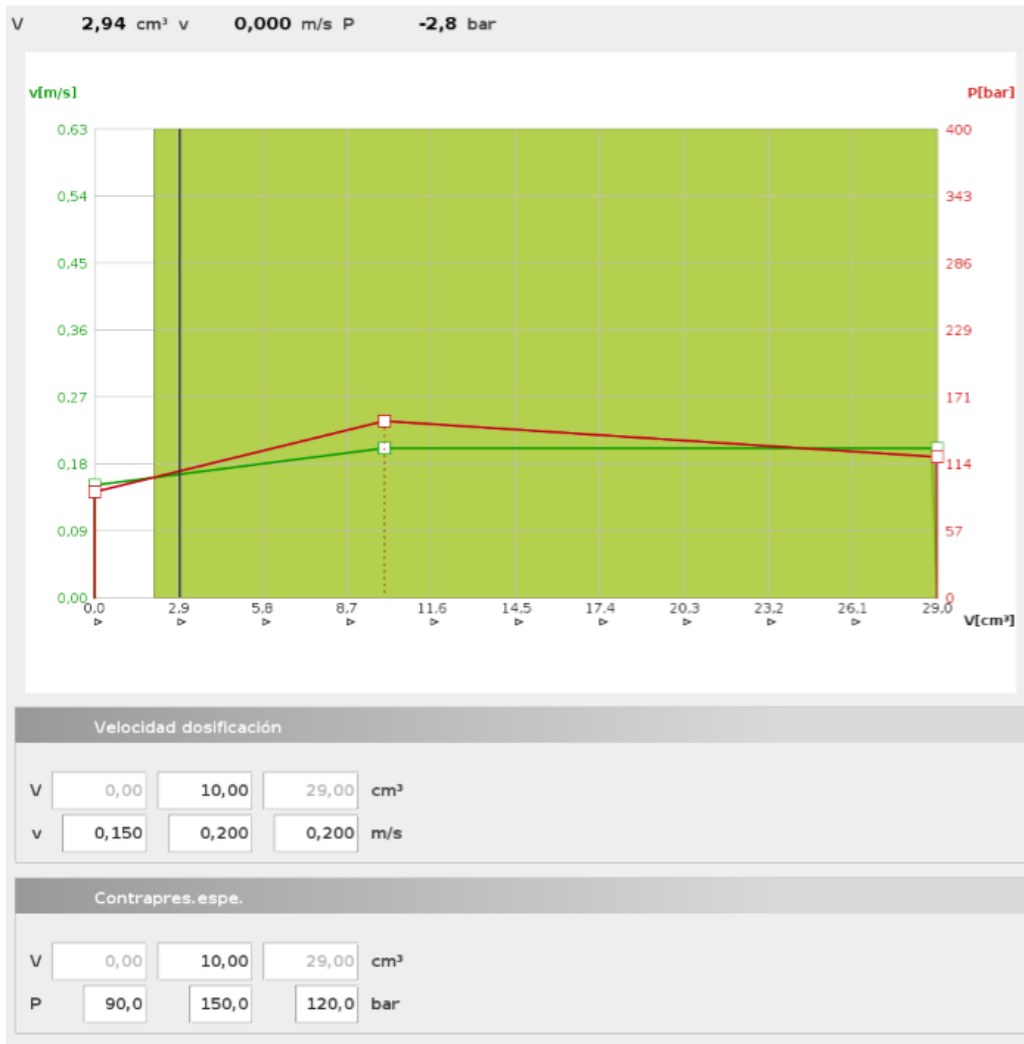 V 2,94 cm³ v 0,000 m/s P -2,8 bar
v[m/s] P[bar]
0.63 400
0,54 343
0,45 286
0,36 229
0,27 171
0,18 114
0,09 57
0,00 0
0,0 2,9 5,8 8,7 11,6 14,5 17,4 20,3 23,2 26,1 29,0
V[cm³]
Velocidad dosificación
V 0,00 10,00 29,00 cm³
v 0,150 0,200 0,200 m/s
Contrapres.espe.
V 0,00 10,00 29,00 cm³
P 90,0 150,0 120,0 bar